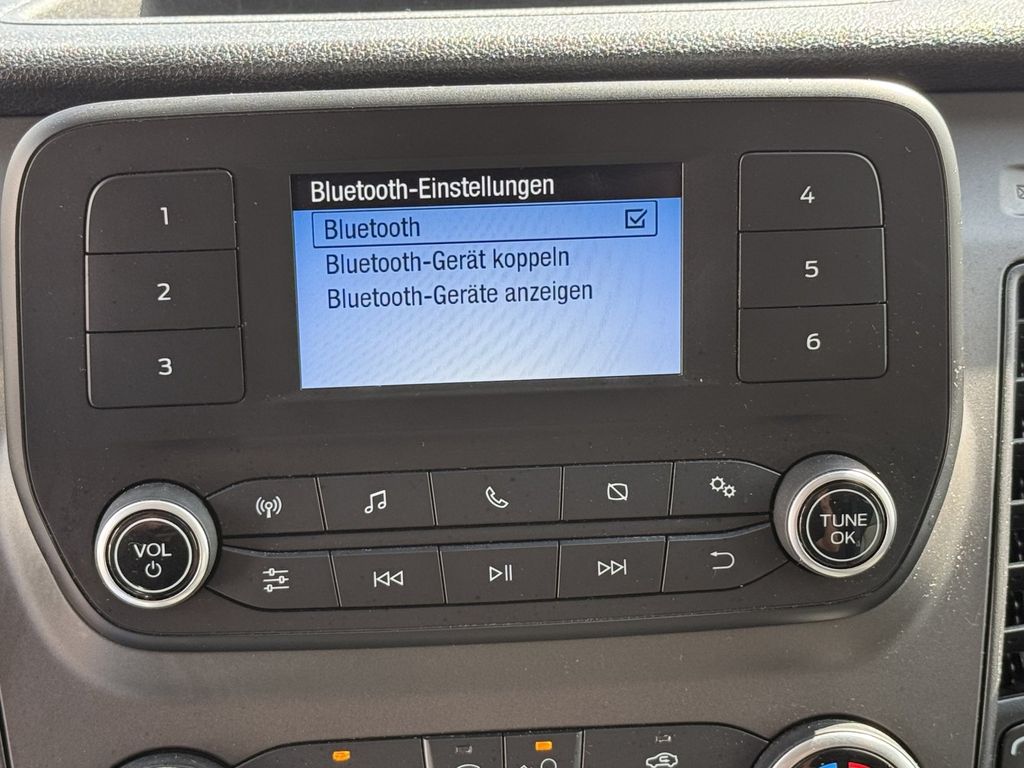 Bluetooth-Einstellungen
Bluetooth
Bluetooth-Gerät koppeln
Bluetooth-Geräte anzeigen
1
2
3
4
5
6
VOL
TUNE
OK